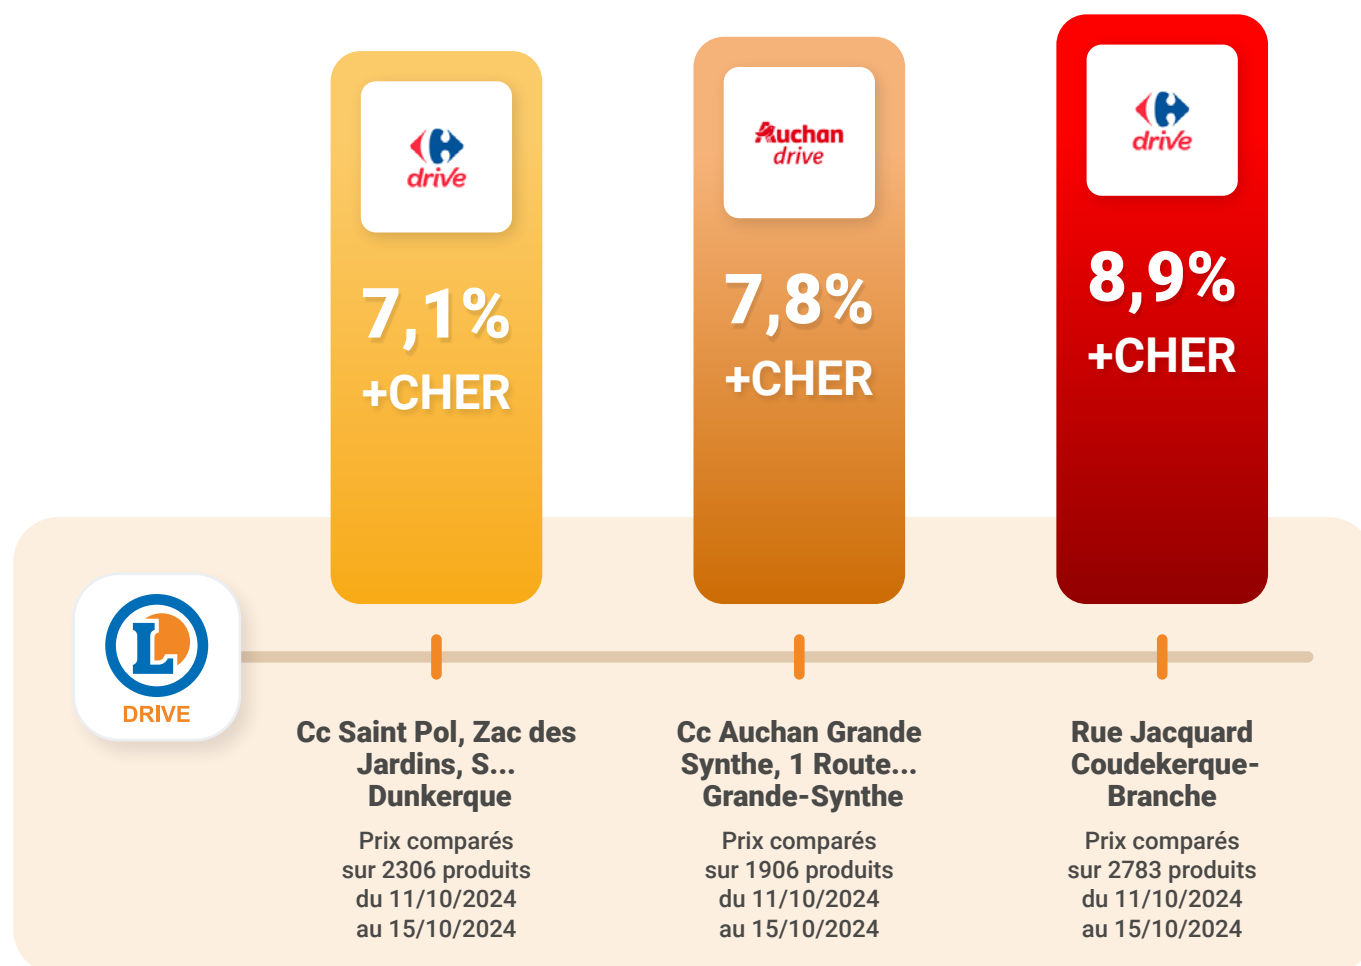 drive
7,1%
+CHER
Auchan
drive
7,8%
+CHER
drive
8,9%
+CHER
L
DRIVE
Cc Saint Pol, Zac des
Jardins, S...
Dunkerque
Prix comparés
sur 2306 produits
du 11/10/2024
au 15/10/2024
Cc Auchan Grande
Synthe, 1 Route...
Grande-Synthe
Prix comparés
sur 1906 produits
du 11/10/2024
au 15/10/2024
Rue Jacquard
Coudekerque-
Branche
Prix comparés
sur 2783 produits
du 11/10/2024
au 15/10/2024